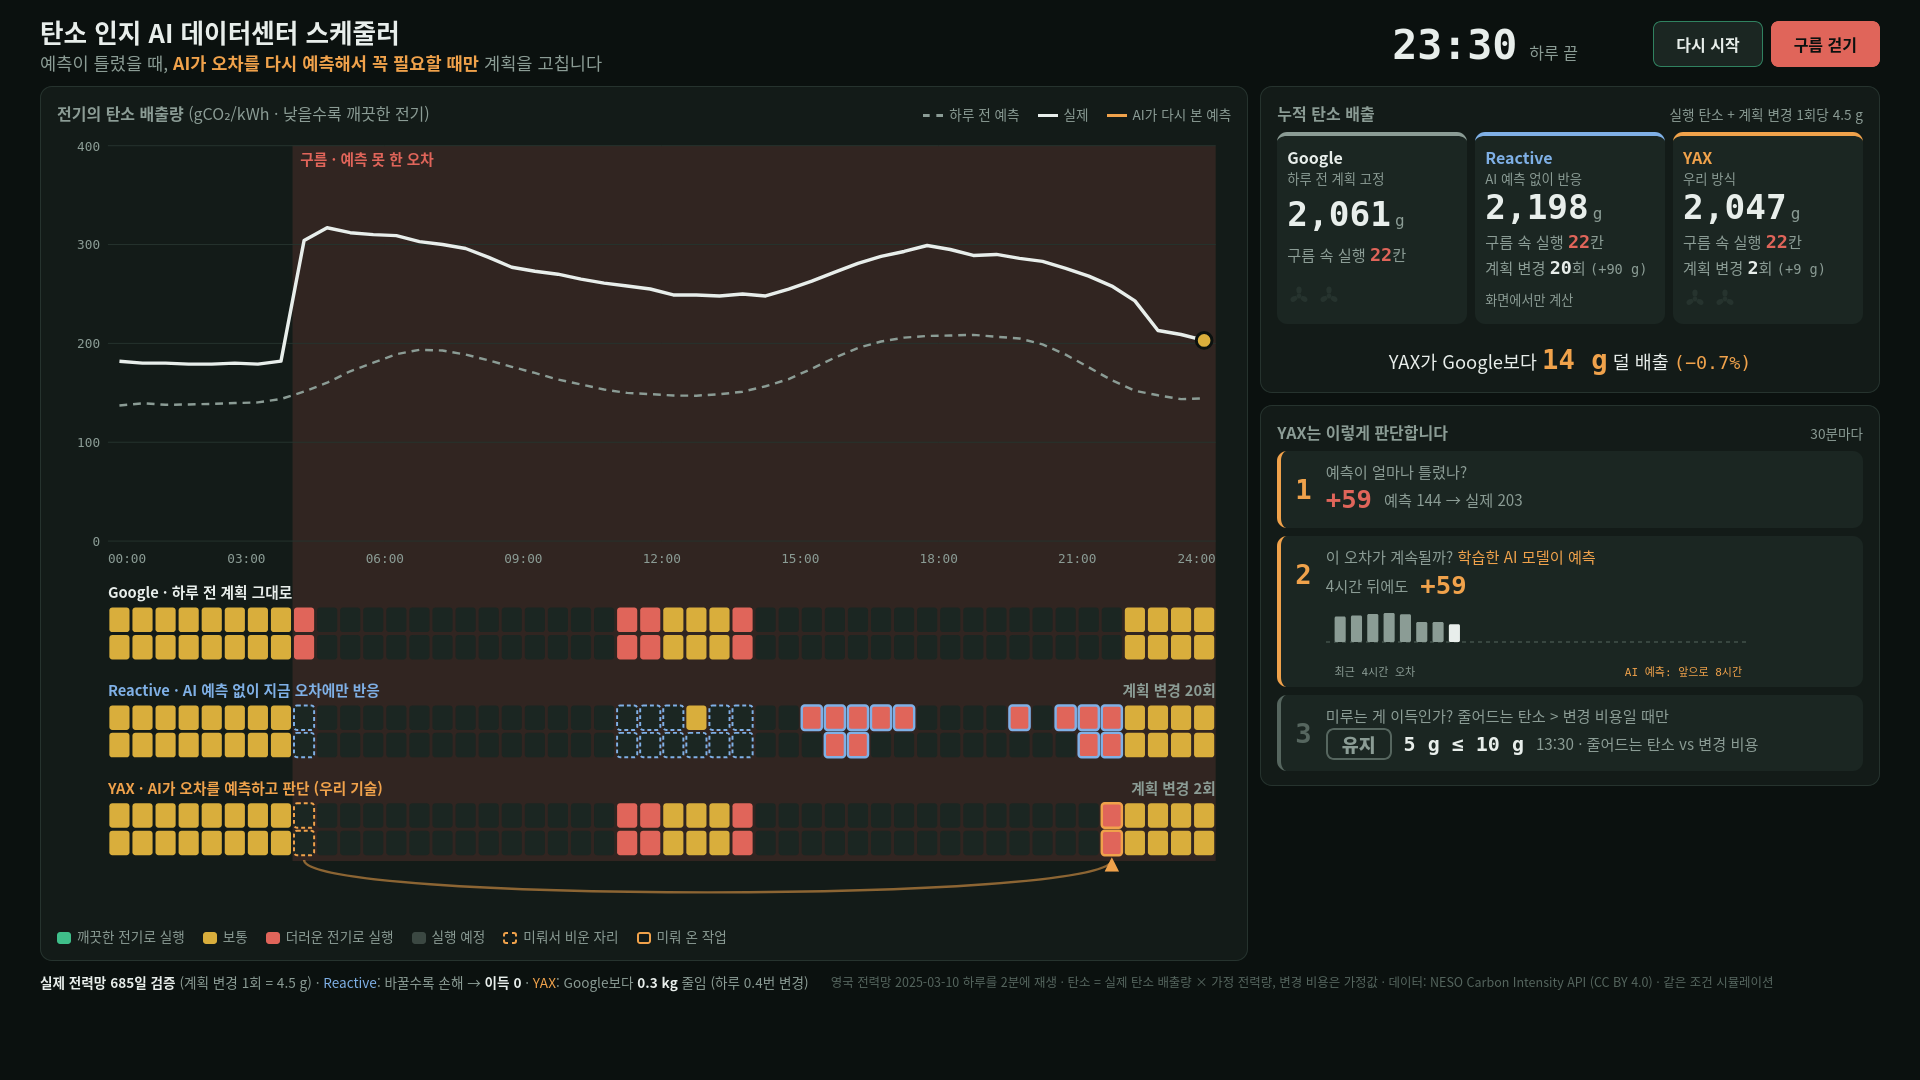 탄소 인지 AI 데이터센터 스케줄러
예측이 틀렸을 때, AI가 오차를 다시 예측해서 꼭 필요할 때만 계획을 고칩니다
23:30 하루 끝
다시 시작
구름 걷기
전기의 탄소 배출량 (gCO₂/kWh · 낮을수록 깨끗한 전기)
하루 전 예측
실제
AI가 다시 본 예측
구름 · 예측 못 한 오차
400
300
200
100
0
00:00
03:00
06:00
09:00
12:00
15:00
18:00
21:00
24:00
Google · 하루 전 계획 그대로
Reactive · AI 예측 없이 지금 오차에만 반응
계획 변경 20회
YAX · AI가 오차를 예측하고 판단 (우리 기술)
계획 변경 2회
깨끗한 전기로 실행
보통
더러운 전기로 실행
실행 예정
미뤄서 비운 자리
미뤄 온 작업
누적 탄소 배출
실행 탄소 + 계획 변경 1회당 4.5 g
Google
하루 전 계획 고정
2,061 g
구름 속 실행 22칸
Reactive
AI 예측 없이 반응
2,198 g
구름 속 실행 22칸
계획 변경 20회 (+90 g)
화면에서만 계산
YAX
우리 방식
2,047 g
구름 속 실행 22칸
계획 변경 2회 (+9 g)
YAX가 Google보다 14 g 덜 배출 (−0.7%)
YAX는 이렇게 판단합니다
30분마다
1
예측이 얼마나 틀렸나?
+59 예측 144 → 실제 203
2
이 오차가 계속될까? 학습한 AI 모델이 예측
4시간 뒤에도 +59
최근 4시간 오차
AI 예측: 앞으로 8시간
3
미루는 게 이득인가? 줄어드는 탄소 > 변경 비용일 때만
유지 5 g ≤ 10 g 13:30 · 줄어드는 탄소 vs 변경 비용
실제 전력망 685일 검증 (계획 변경 1회 = 4.5 g) · Reactive: 바꿀수록 손해 → 이득 0 · YAX: Google보다 0.3 kg 줄임 (하루 0.4번 변경)
영국 전력망 2025-03-10 하루를 2분에 재생 · 탄소 = 실제 탄소 배출량 × 가정 전력량, 변경 비용은 가정값 · 데이터: NESO Carbon Intensity API (CC BY 4.0) · 같은 조건 시뮬레이션